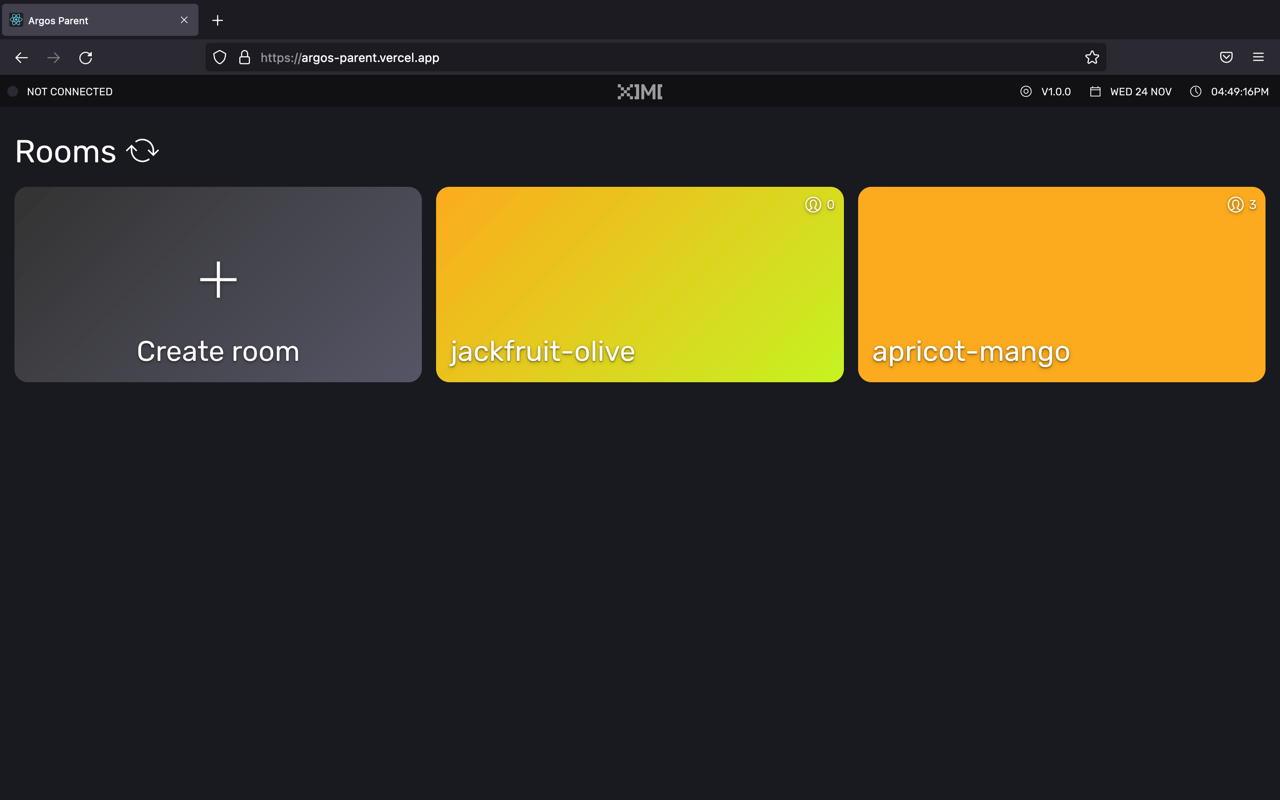 Argos Parent
https://argos-parent.vercel.app
NOT CONNECTED
XIMI
V1.0.0
WED 24 NOV
04:49:16PM
Rooms
Create room
0
jackfruit-olive
3
apricot-mango